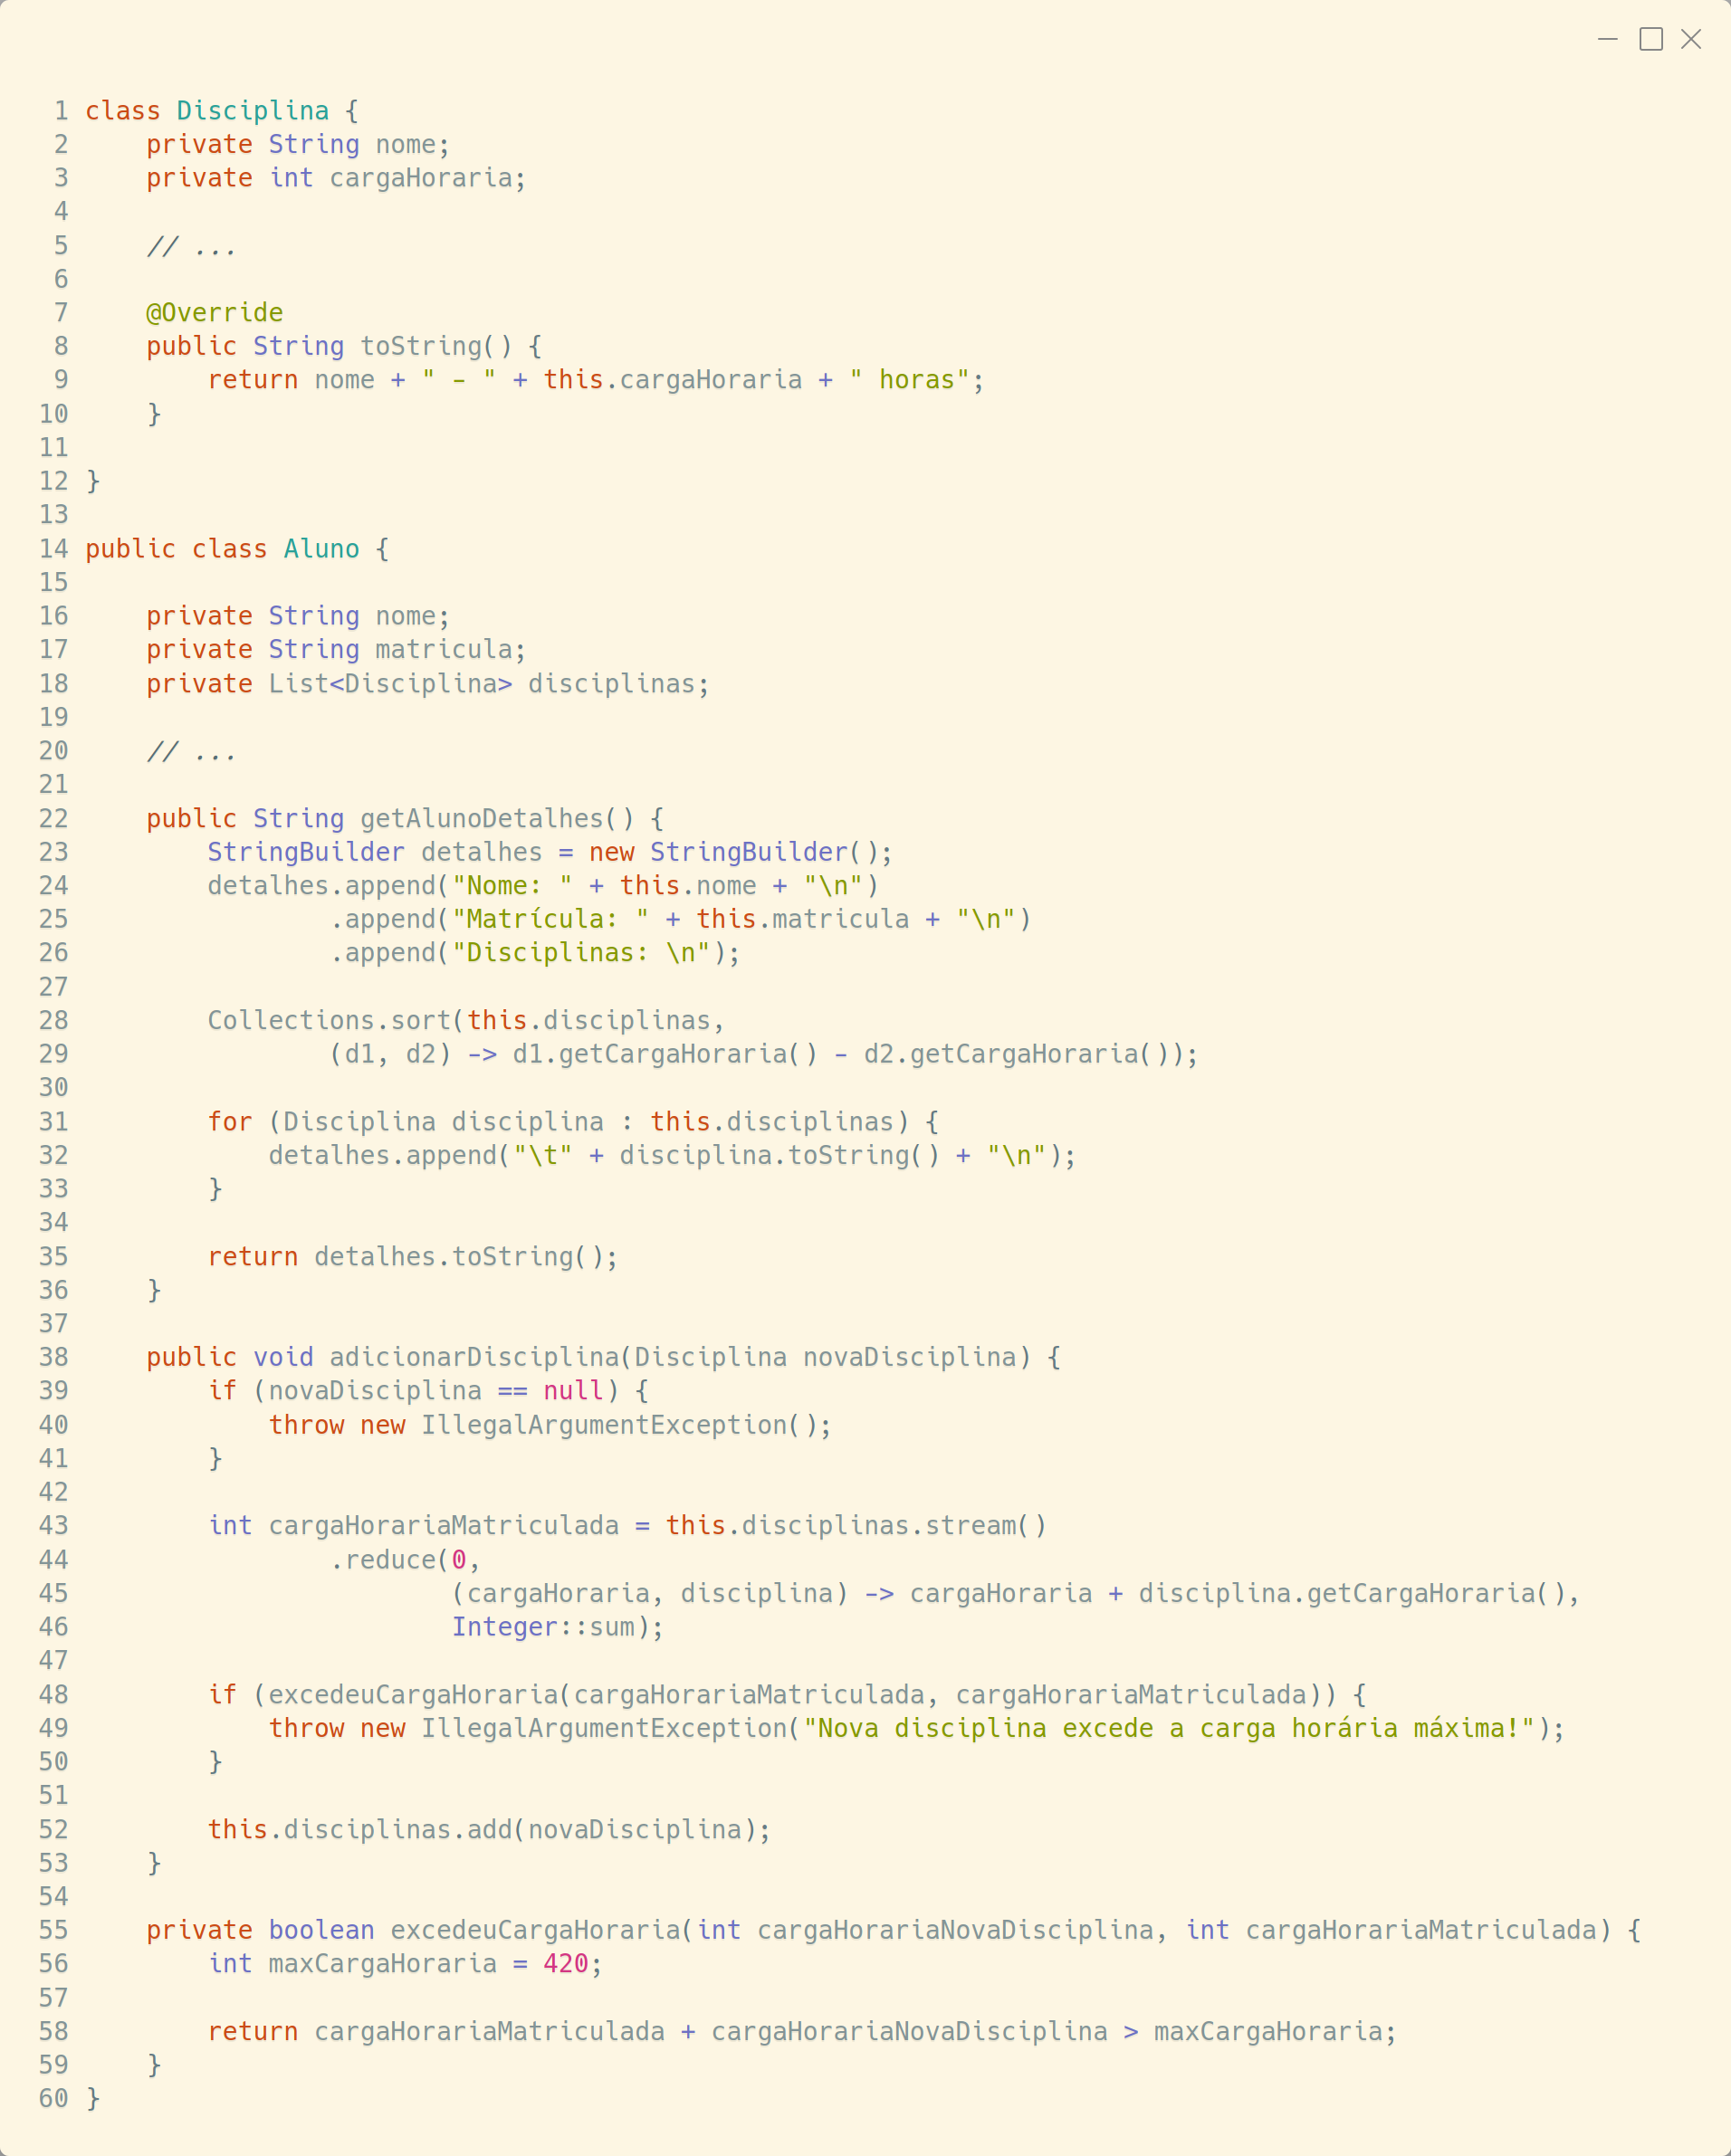 1 class Disciplina {
2     private String nome;
3     private int cargaHoraria;
4
5     // ...
6
7     @Override
8     public String toString() {
9         return nome + " - " + this.cargaHoraria + " horas";
10     }
11
12 }
13
14 public class Aluno {
15
16     private String nome;
17     private String matricula;
18     private List<Disciplina> disciplinas;
19
20     // ...
21
22     public String getAlunoDetalhes() {
23         StringBuilder detalhes = new StringBuilder();
24         detalhes.append("Nome: " + this.nome + "\n")
25                 .append("Matrícula: " + this.matricula + "\n")
26                 .append("Disciplinas: \n");
27
28         Collections.sort(this.disciplinas,
29                 (d1, d2) -> d1.getCargaHoraria() - d2.getCargaHoraria());
30
31         for (Disciplina disciplina : this.disciplinas) {
32             detalhes.append("\t" + disciplina.toString() + "\n");
33         }
34
35         return detalhes.toString();
36     }
37
38     public void adicionarDisciplina(Disciplina novaDisciplina) {
39         if (novaDisciplina == null) {
40             throw new IllegalArgumentException();
41         }
42
43         int cargaHorariaMatriculada = this.disciplinas.stream()
44                 .reduce(0,
45                         (cargaHoraria, disciplina) -> cargaHoraria + disciplina.getCargaHoraria(),
46                         Integer::sum);
47
48         if (excedeuCargaHoraria(cargaHorariaMatriculada, cargaHorariaMatriculada)) {
49             throw new IllegalArgumentException("Nova disciplina excede a carga horária máxima!");
50         }
51
52         this.disciplinas.add(novaDisciplina);
53     }
54
55     private boolean excedeuCargaHoraria(int cargaHorariaNovaDisciplina, int cargaHorariaMatriculada) {
56         int maxCargaHoraria = 420;
57
58         return cargaHorariaMatriculada + cargaHorariaNovaDisciplina > maxCargaHoraria;
59     }
60 }